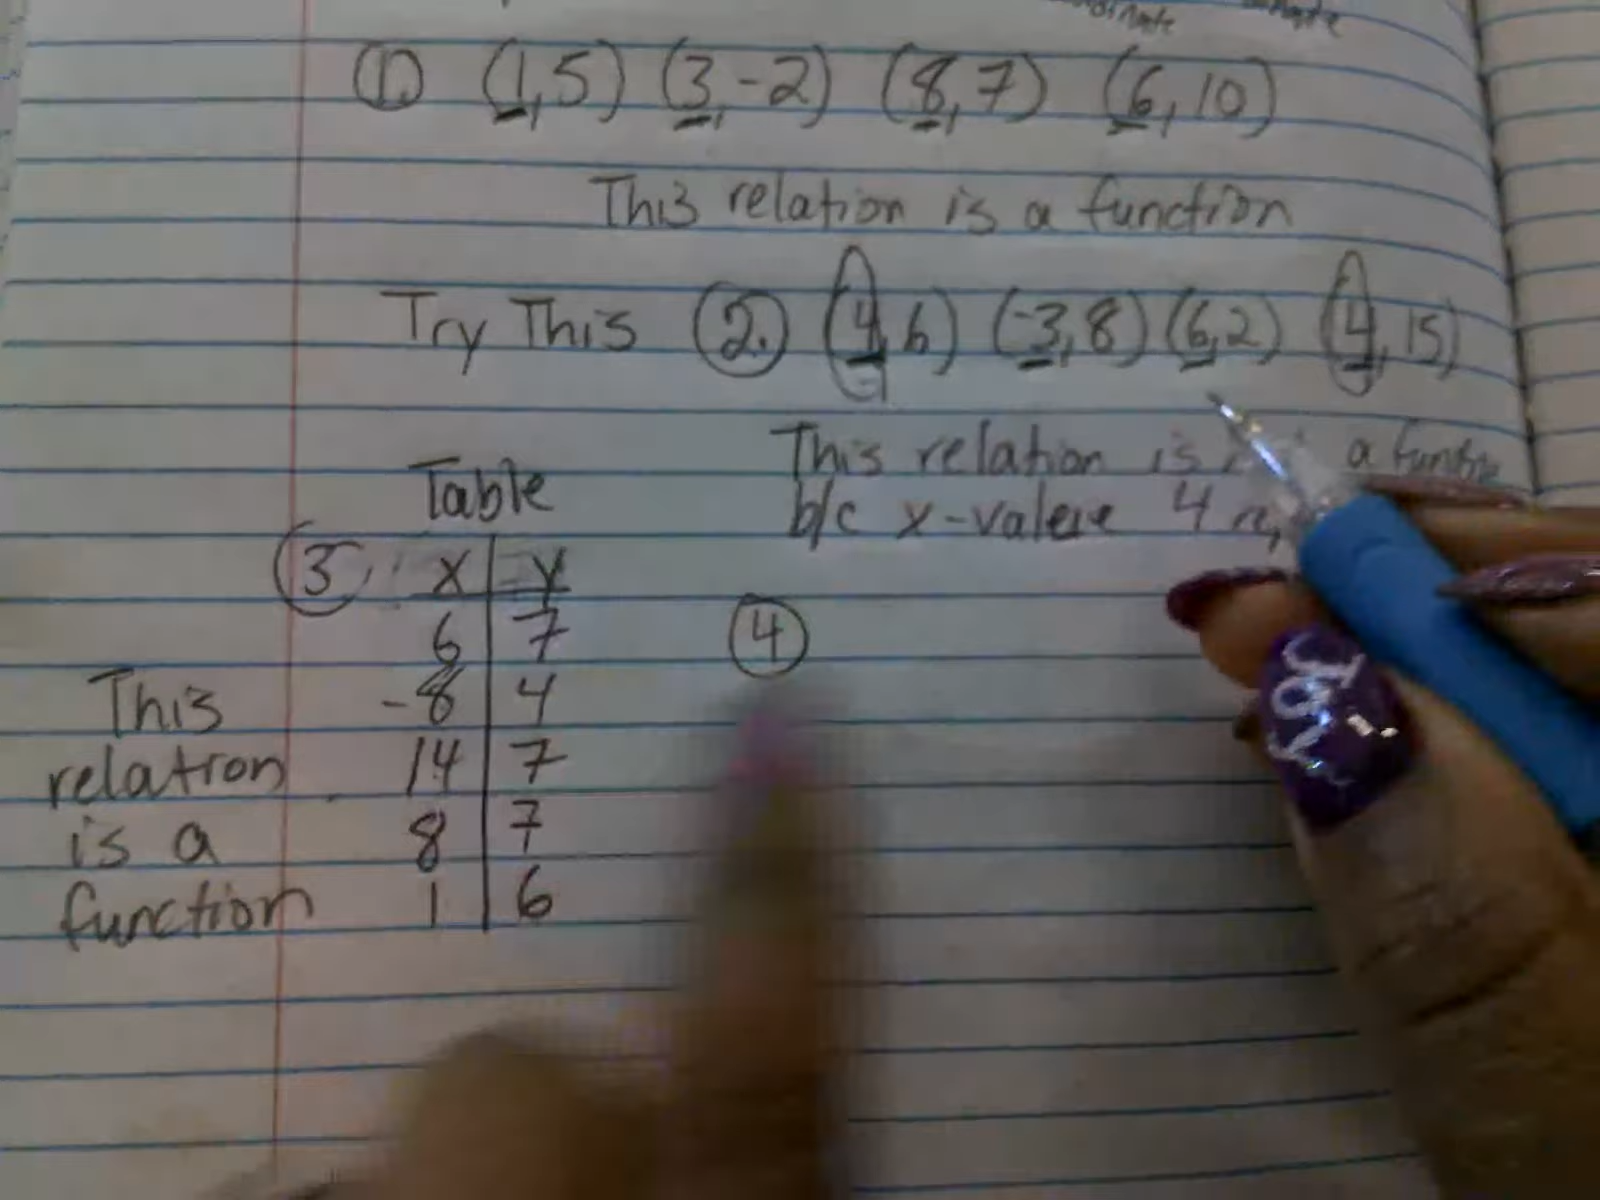 1. (1,5) (3,-2) (8,7) (6,10)
This relation is a function
Try This 2. (4,6) (-3,8) (6,2) (4,15)
This relation is a function
b/c x-value 4
Table
3 x | y
6 | 7
-8 | 4
14 | 7
8 | 7
1 | 6
This
relation
is a
function
4
Joy